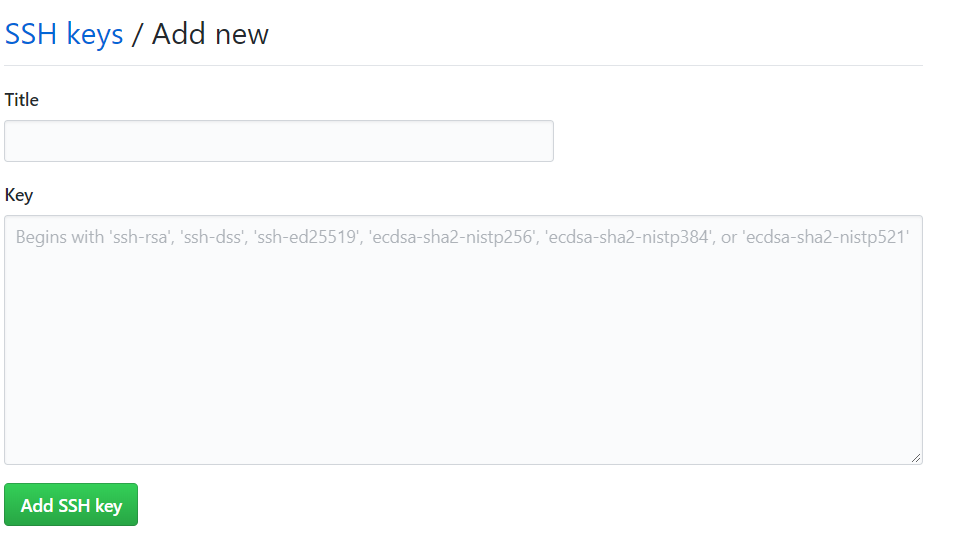 SSH keys / Add new
Title
Key
Begins with 'ssh-rsa', 'ssh-dss', 'ssh-ed25519', 'ecdsa-sha2-nistp256', 'ecdsa-sha2-nistp384', or 'ecdsa-sha2-nistp521'
Add SSH key